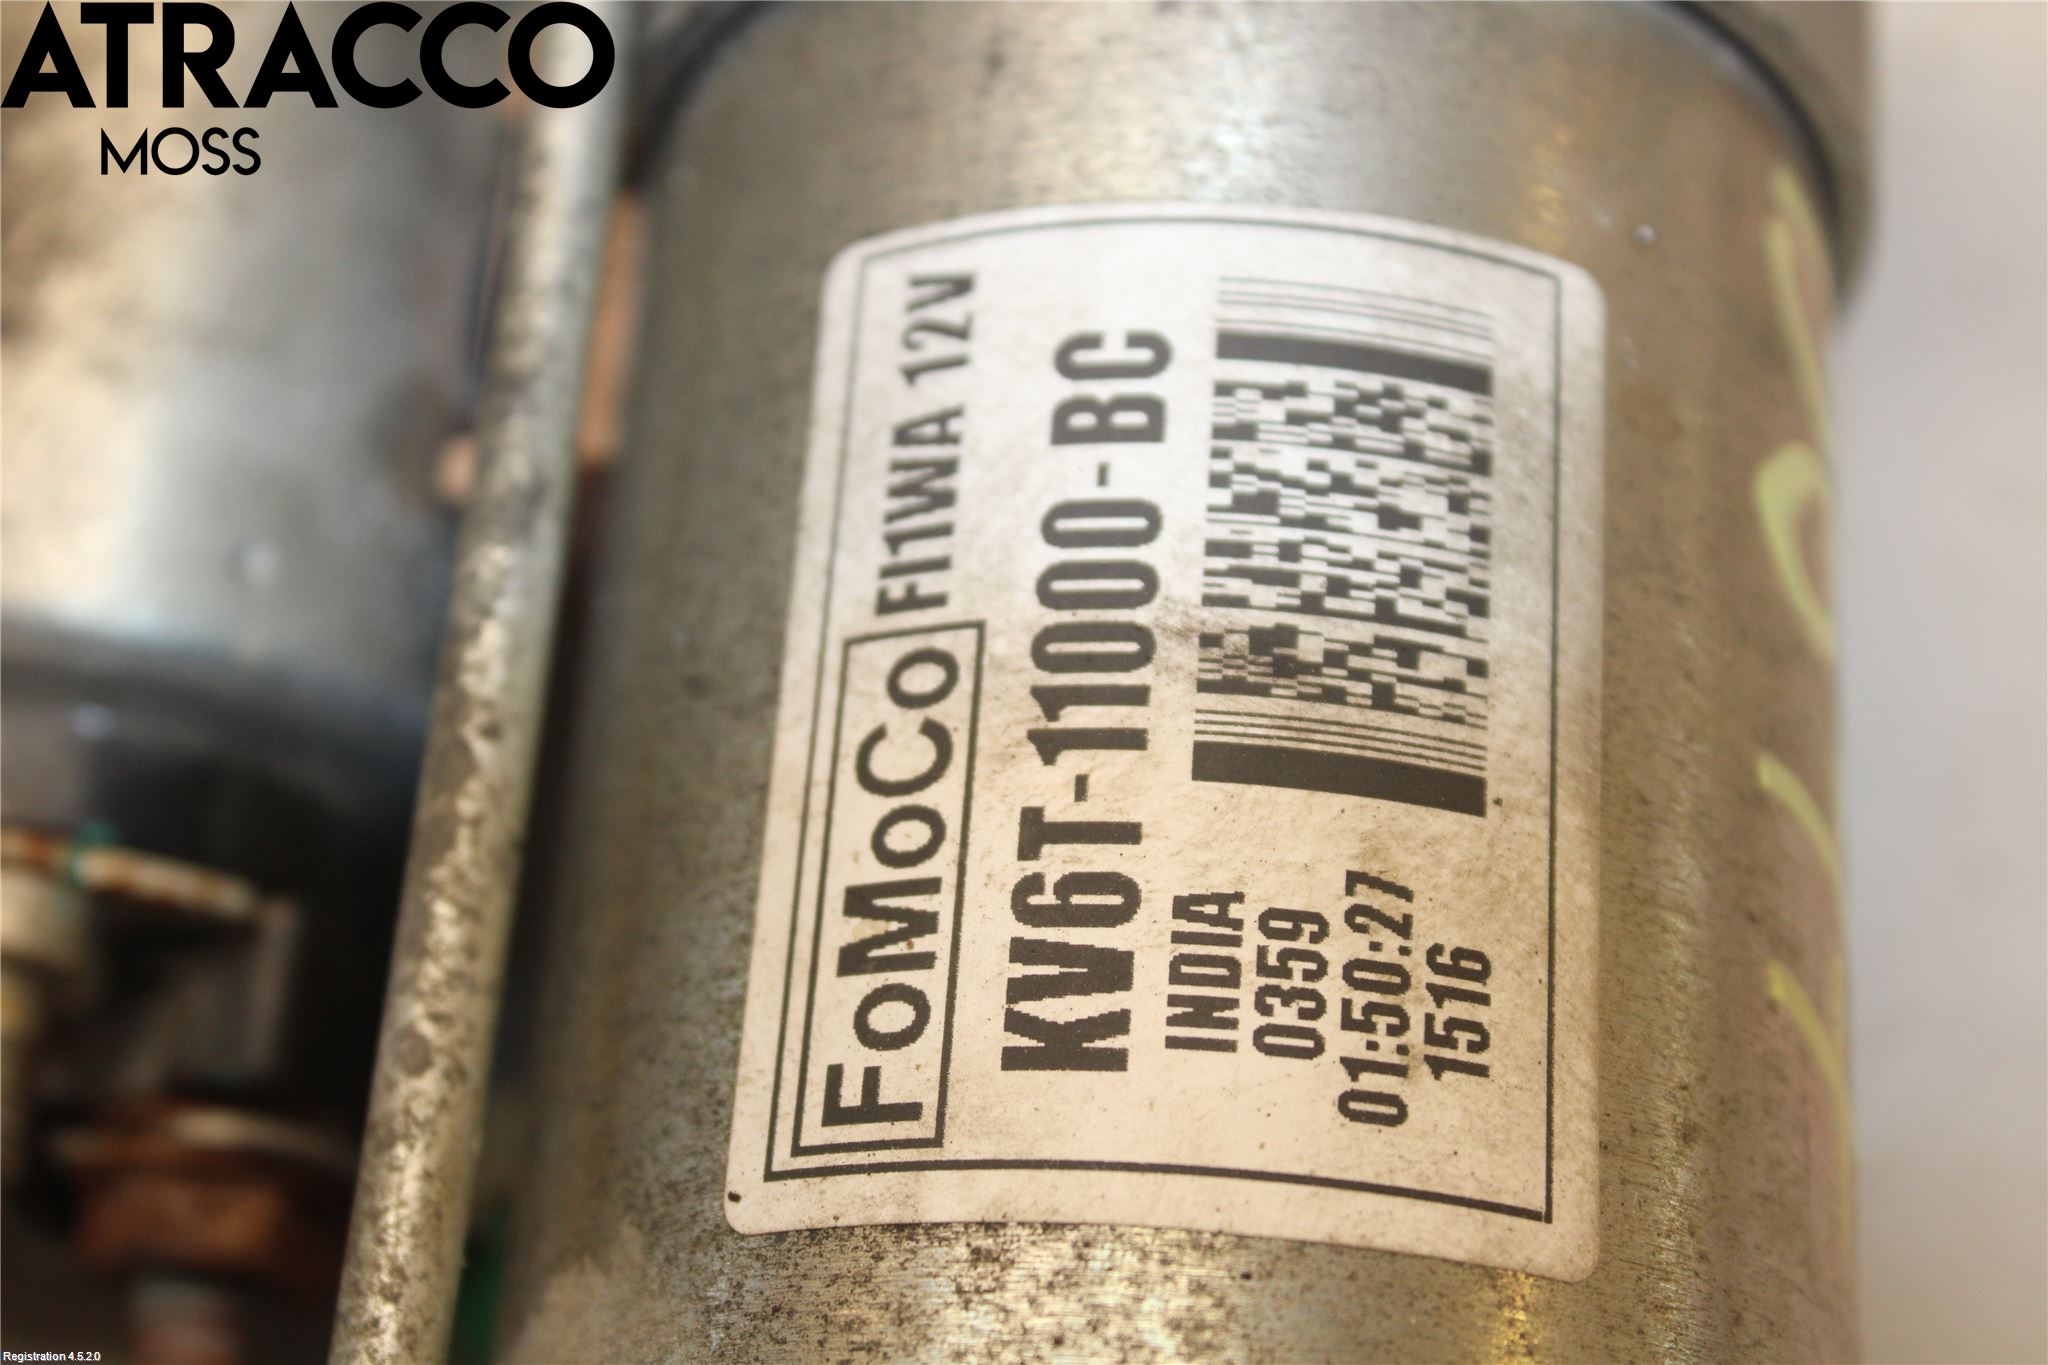 ATRACCO
MOSS
FoMoCo FI1WA 12V
KV6T-11000-BC
INDIA
0359
01:50:27
1516
Registration 4.5.2.0